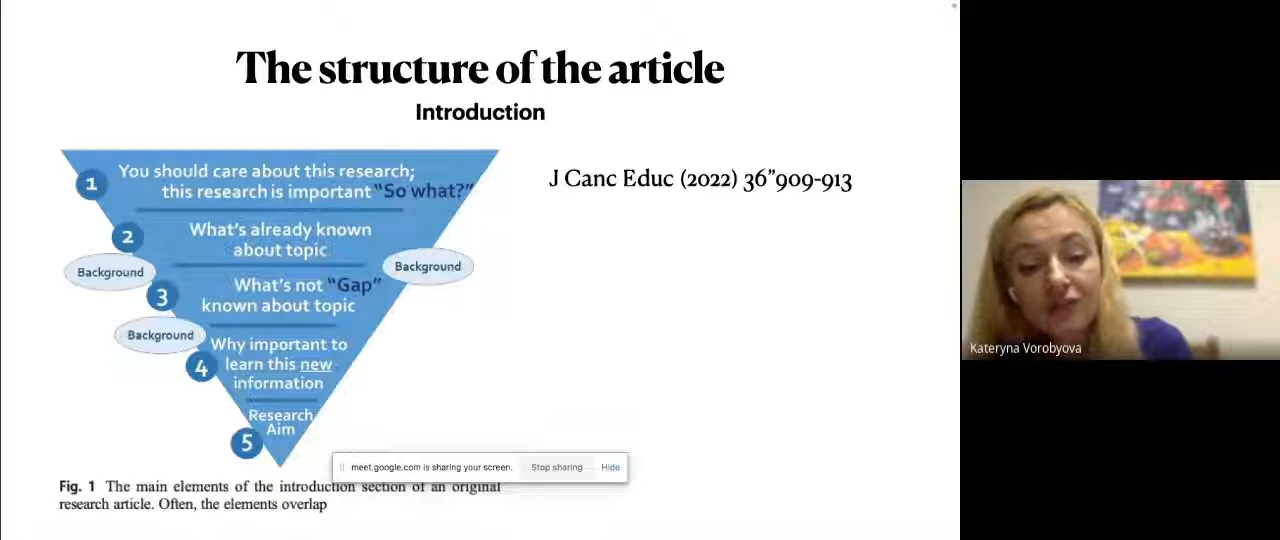 The structure of the article
Introduction
1
You should care about this research;
this research is important "So what?"
2
What's already known
about topic
Background
Background
3
What's not "Gap"
known about topic
Background
4
Why important to
learn this new
information
5
Research
Aim
J Canc Educ (2022) 36”909-913
meet.google.com is sharing your screen. Stop sharing Hide
Fig. 1 The main elements of the introduction section of an original
research article. Often, the elements overlap
Kateryna Vorobyova